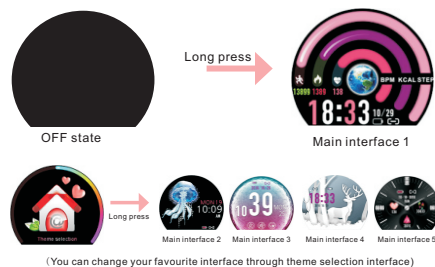 Long press
BPM KCAL STEP
13899 1389 138
18:33 10/29
OFF state
Main interface 1
Theme selection
Long press
10:09
10 39
18:33
Main interface 2 Main interface 3 Main interface 4 Main interface 5
(You can change your favourite interface through theme selection interface)